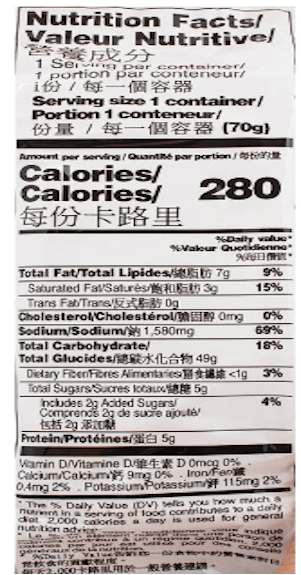 Nutrition Facts/
Valeur Nutritive/
營養成分
1 Serving per container/
1 portion par conteneur/
1份 / 每一個容器
Serving size 1 container/
Portion 1 conteneur/
份量 / 每一個容器 (70g)
Amount per serving / Quantité par portion / 每份的量
Calories/
Calories/ 280
每份卡路里
%Daily value*
%Valeur Quotidienne*
%每日價值*
Total Fat/Total Lipides/總脂肪 7g 9%
Saturated Fat/Saturés/飽和脂肪 3g 15%
Trans Fat/Trans/反式脂肪 0g
Cholesterol/Cholestérol/膽固醇 0mg 0%
Sodium/Sodium/鈉 1,580mg 69%
Total Carbohydrate/ 18%
Total Glucides/總碳水化合物 49g
Dietary Fiber/Fibres Alimentaries/膳食纖維 <1g 3%
Total Sugars/Sucres totaux/總糖 5g
Includes 2g Added Sugars/ 4%
Comprends 2g de sucre ajouté/
包括 2g 添加糖
Protein/Protéines/蛋白 5g
Vitamin D/Vitamine D/維生素 D 0mcg 0%
Calcium/Calcium/鈣 9mg 0% . Iron/Fer/鐵
0.4mg 2% . Potassium/Potassium/鉀 115mg 2%
* The % Daily Value (DV) tells you how much a
nutrient in a serving of food contributes to a daily
diet. 2,000 calories a day is used for general
nutrition advice.